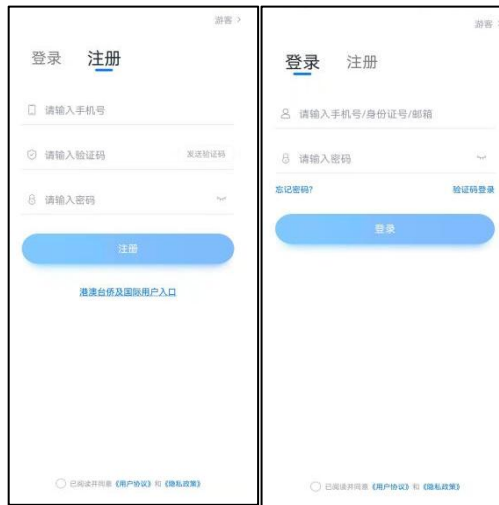 游客 >
登录 注册
请输入手机号
请输入验证码 发送验证码
请输入密码
注册
港澳台侨及国际用户入口
已阅读并同意《用户协议》和《隐私政策》
游客 >
登录 注册
请输入手机号/身份证号/邮箱
请输入密码
忘记密码? 验证码登录
登录
已阅读并同意《用户协议》和《隐私政策》